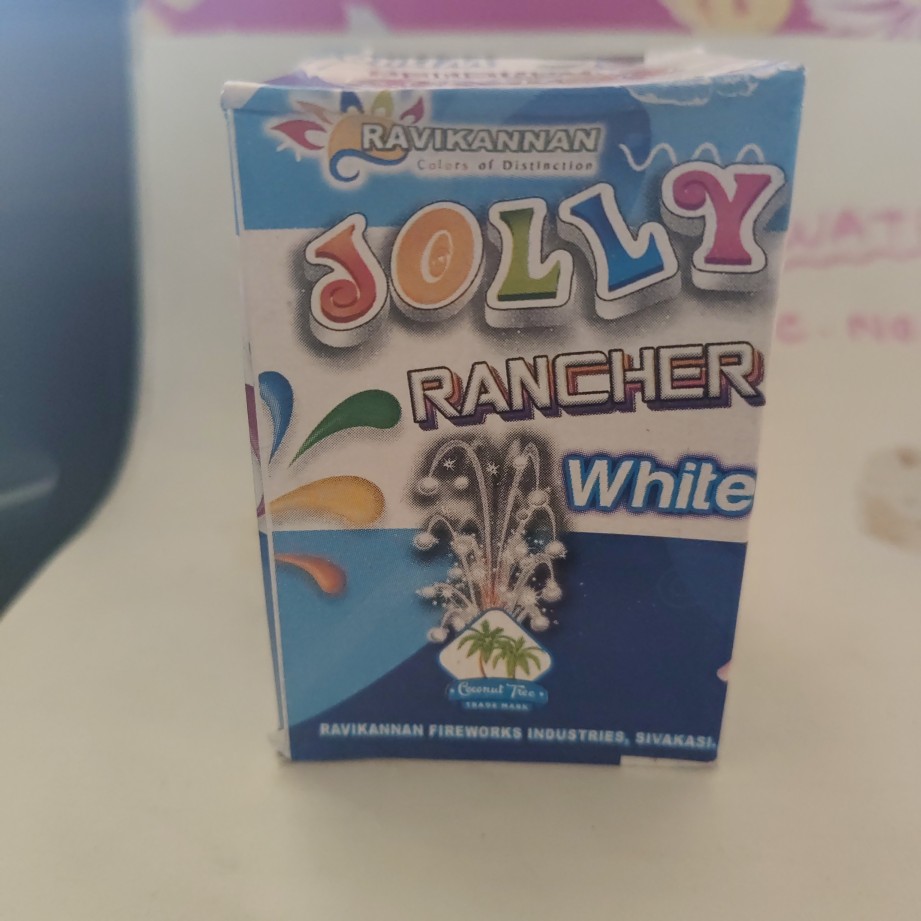 RAVIKANNAN
Colors of Distinction
JOLLY
RANCHER
White
Coconut Tree
TRADE MARK
RAVIKANNAN FIREWORKS INDUSTRIES, SIVAKASI.